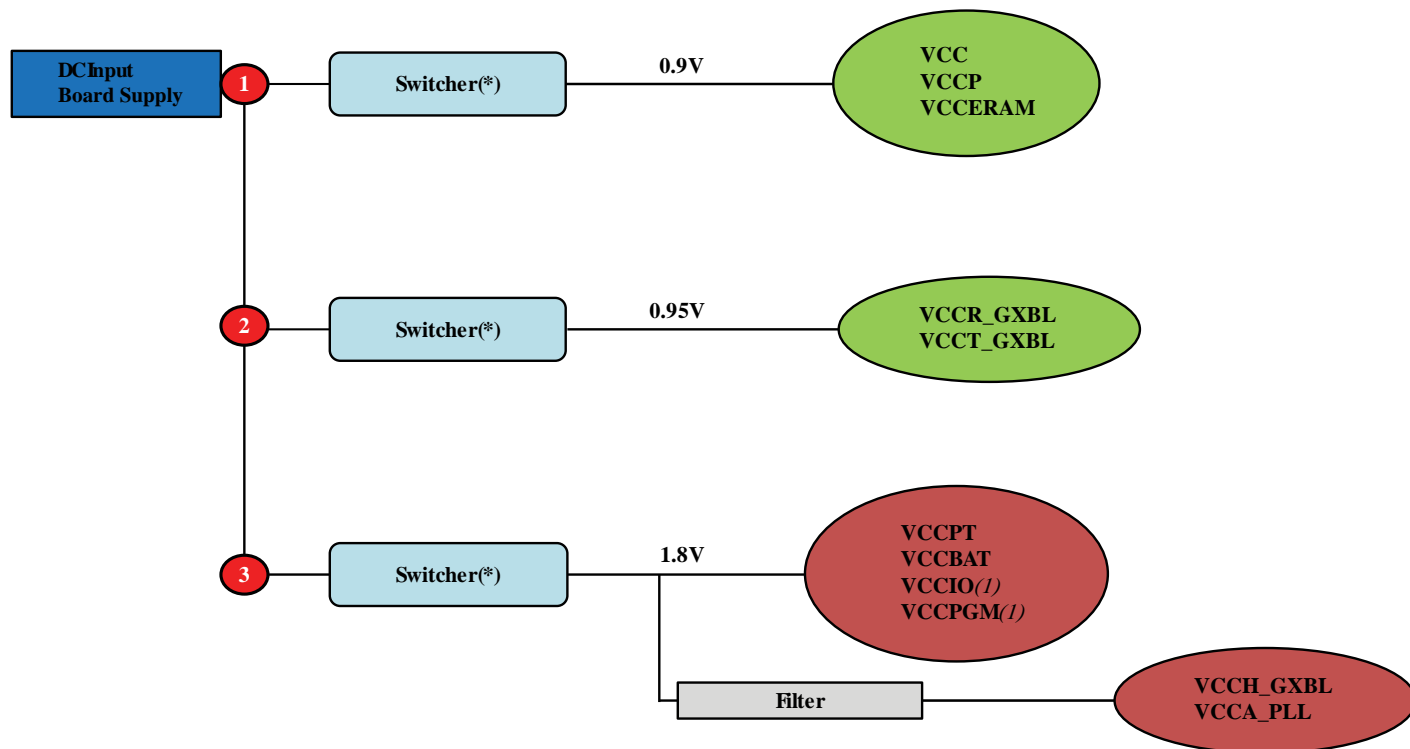 DCInput
Board Supply
1
Switcher(*)
0.9V
VCC
VCCP
VCCERAM
2
Switcher(*)
0.95V
VCCR_GXBL
VCCT_GXBL
3
Switcher(*)
1.8V
VCCPT
VCCBAT
VCCIO(1)
VCCPGM(1)
Filter
VCCH_GXBL
VCCA_PLL